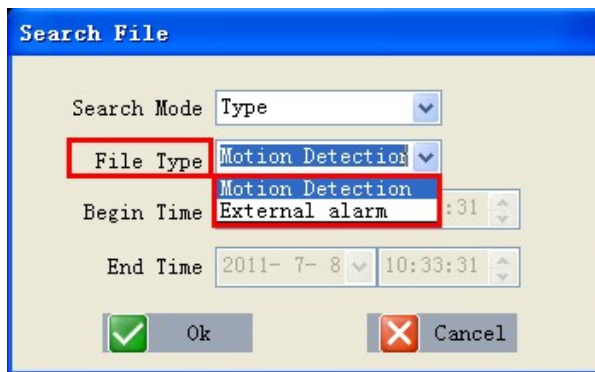 Search File
Search Mode Type
File Type Motion Detection
Motion Detection
External alarm
Begin Time :31
End Time 2011- 7- 8 10:33:31
Ok Cancel